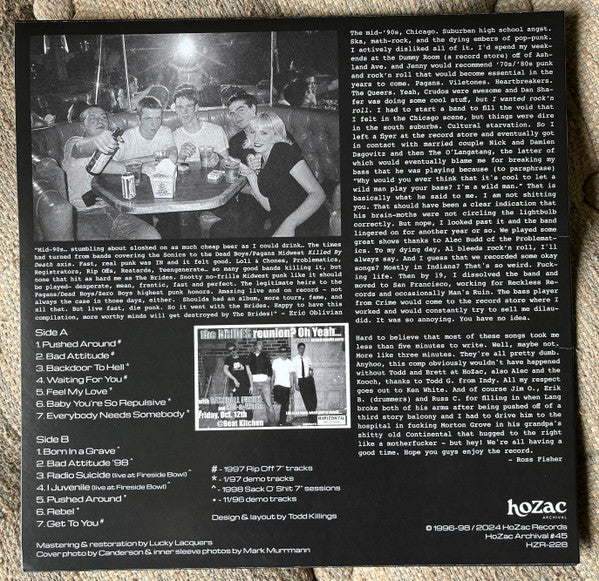 The mid-'90s, Chicago. Suburban high school angst.
Ska, math-rock, and the dying embers of pop-punk.
I actively disliked all of it. I'd spend my week-
ends at the Dummy Room (a record store) off of Ash-
land Ave. and Jenny would recommend '70s/'80s punk
and rock'n roll that would become essential in the
years to come. Pagans. Viletones. Heartbreakers.
The Queers. Yeah, Crudos were awesome and Dan Sha-
fer was doing some cool stuff, but I wanted rock'n
roll. I had to start a band to fill the void that
I felt in the Chicago scene, but things were dire
in the south suburbs. Cultural starvation. So I
left a flyer at the record store and eventually got
in contact with married couple Nick and Damien
Dagovitz and then The O'Langatang, the latter of
which would eventually blame me for breaking my
bass that he was playing because (to paraphrase)
"Why would you ever think that it's cool to let a
wild man play your bass? I'm a wild man." That is
basically what he said to me. I am not shitting
you. That should have been a clear indication that
his brain-moths were not circling the lightbulb
correctly. But nope, I looked past it and the band
lingered on for another year or so. We played some
great shows thanks to Alec Budd of the Problemat-
ics. To my dying day, Al bleeds rock'n roll, I'll
always say. And I guess that we recorded some okay
songs? Mostly in Indiana? That's so weird. Fuck-
ing life. Then by 19, I dissolved the band and
moved to San Francisco, working for Reckless Re-
cords and occasionally Man's Ruin. The bass player
from Crime would come to the record store where I
worked and would constantly try to sell me dilau-
did. It was so annoying. You have no idea.
Hard to believe that most of these songs took me
less than five minutes to write. Well, maybe not.
More like three minutes. They're all pretty dumb.
Anyhoo, this comp obviously wouldn't have happened
without Todd and Brett at HoZac, also Alec and the
Kooch, thanks to Todd G. from Indy. All my respect
goes out to Ken White. And of course Jim O., Erik
B. (drummers) and Russ C. for filling in when Lang
broke both of his arms after being pushed off of a
third story balcony and I had to drive him to the
hospital in fucking Morton Grove in his grandpa's
shitty old Continental that hugged to the right
like a motherfucker - but hey! We're all having a
good time. Hope you guys enjoy the record.
- Ross Fisher
"Mid-90s… stumbling about sloshed on as much cheap beer as I could drink… The times
had turned from bands covering the Sonics to the Dead Boys/Pagans Midwest Killed By
Death axis. Fast, real punk was IN and it felt good. Loli & Chones, Problematics,
Registrators, Rip Offs, Reatards, Teengenerate… so many good bands killing it, but
none that hit as hard me as The Brides. Scotty no-frills Midwest punk like it should
be played- desperate, mean, frantic, fast and perfect. The legitimate heirs to the
Pagans/Dead Boys/Zero Boys highest punk honors. Amazing live and on record - not
always the case in those days, either. Should've had an album, more tours, fame, and
all that. But live fast, die punk. So it went with the Brides. Happy to have this
compilation, more worthy minds will get destroyed by The Brides!" - Eric Oblivian
Side A
1. Pushed Around #
2. Bad Attitude #
3. Backdoor To Hell *
4. Waiting For You #
5. Feel My Love *
6. Baby You're So Repulsive *
7. Everybody Needs Somebody *
the BRIDES reunion? Oh Yeah...
Friday, Oct. 12th
@Beat Kitchen
HORIZONTAL
Side B
1. Born In a Grave ^
2. Bad Attitude '98 ^
3. Radio Suicide (live at Fireside Bowl) *
4. I Juvenile (live at Fireside Bowl) *
5. Pushed Around •
6. Rebel •
7. Get To You #
# - 1997 Rip Off 7" tracks
* - 1/97 demo tracks
^ - 1998 Sack O' Shit 7" sessions
• - 11/96 demo tracks
Design & layout by Todd Killings
Mastering & restoration by Lucky Lacquers
Cover photo by Canderson & inner sleeve photos by Mark Murrmann
hoZac
ARCHIVAL
© 1996-98 / 2024 HoZac Records
HoZac Archival #45
HZR-228